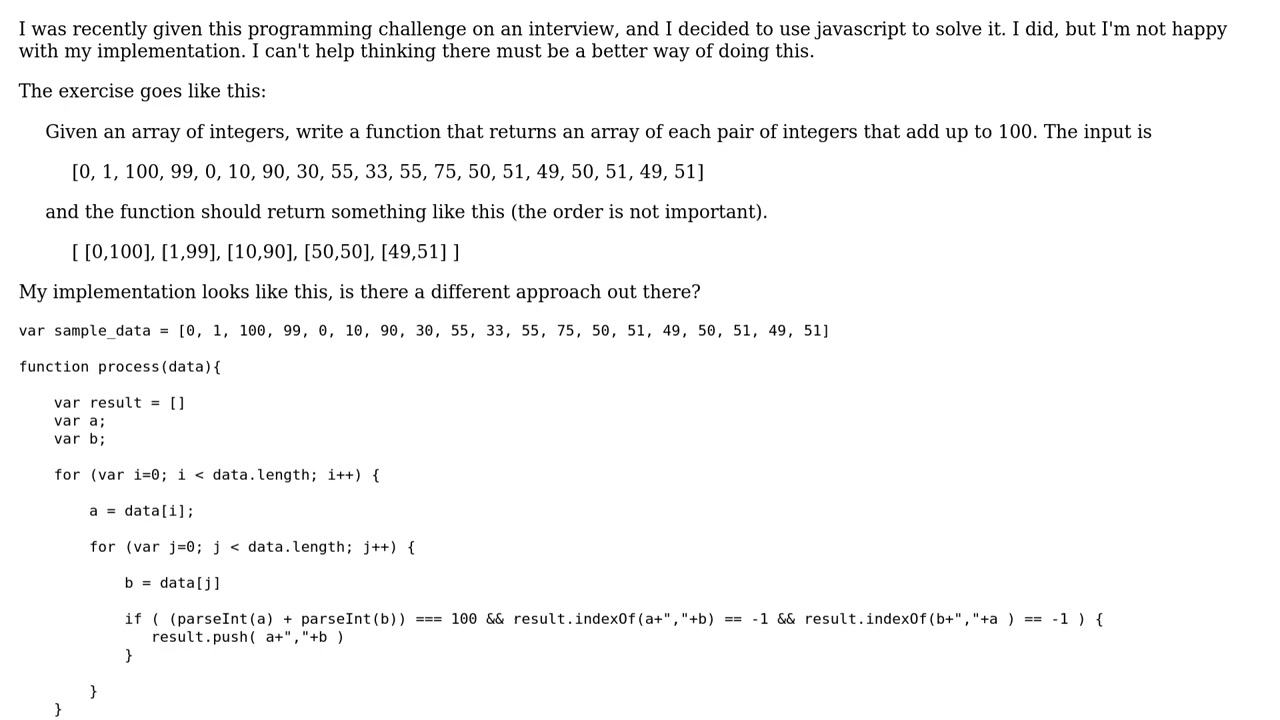 I was recently given this programming challenge on an interview, and I decided to use javascript to solve it. I did, but I'm not happy
with my implementation. I can't help thinking there must be a better way of doing this.
The exercise goes like this:
Given an array of integers, write a function that returns an array of each pair of integers that add up to 100. The input is
[0, 1, 100, 99, 0, 10, 90, 30, 55, 33, 55, 75, 50, 51, 49, 50, 51, 49, 51]
and the function should return something like this (the order is not important).
[ [0,100], [1,99], [10,90], [50,50], [49,51] ]
My implementation looks like this, is there a different approach out there?
var sample_data = [0, 1, 100, 99, 0, 10, 90, 30, 55, 33, 55, 75, 50, 51, 49, 50, 51, 49, 51]
function process(data){
    var result = []
    var a;
    var b;
    for (var i=0; i < data.length; i++) {
        a = data[i];
        for (var j=0; j < data.length; j++) {
            b = data[j]
            if ( (parseInt(a) + parseInt(b)) === 100 && result.indexOf(a+","+b) == -1 && result.indexOf(b+","+a ) == -1 ) {
               result.push( a+","+b )
            }
        }
    }